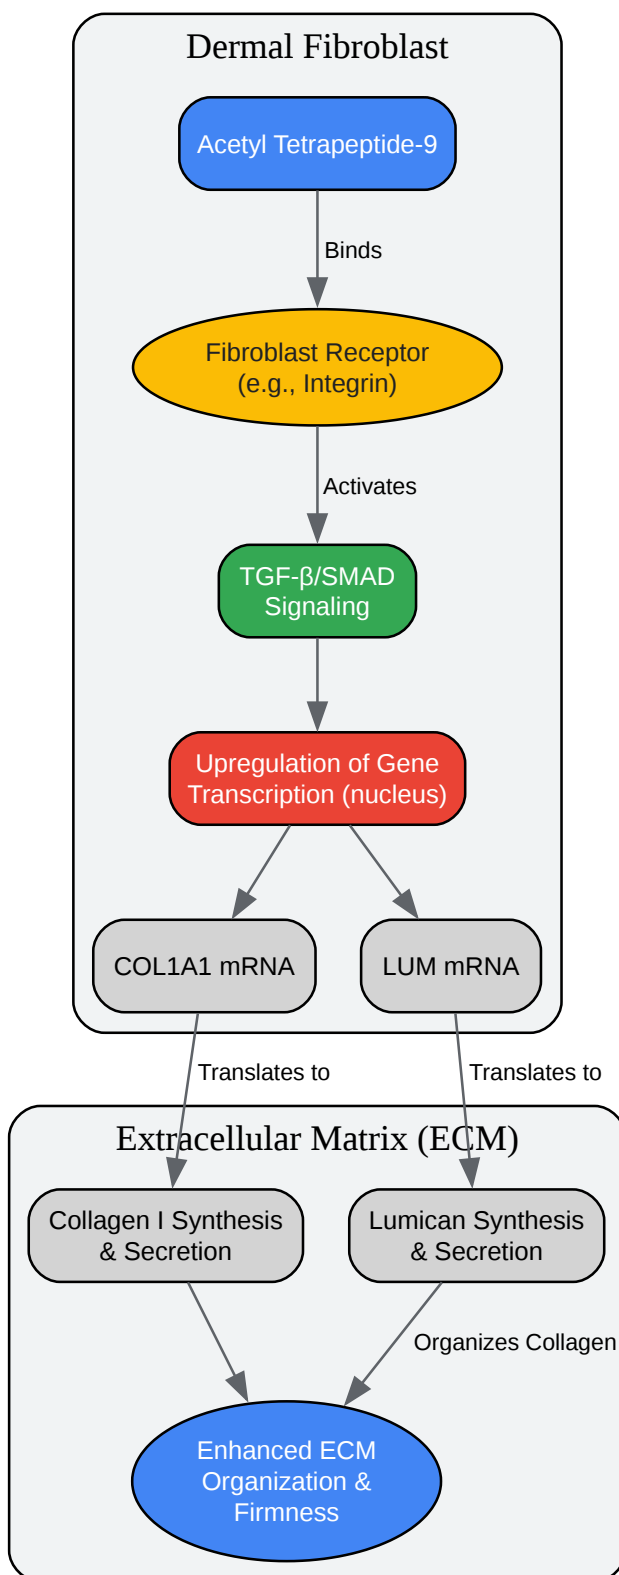 Dermal Fibroblast
Acetyl Tetrapeptide-9
Binds
Fibroblast Receptor
(e.g., Integrin)
Activates
TGF-β/SMAD
Signaling
Upregulation of Gene
Transcription (nucleus)
COL1A1 mRNA
LUM mRNA
Translates to
Translates to
Extracellular Matrix (ECM)
Collagen I Synthesis
& Secretion
Lumican Synthesis
& Secretion
Organizes Collagen
Enhanced ECM
Organization &
Firmness